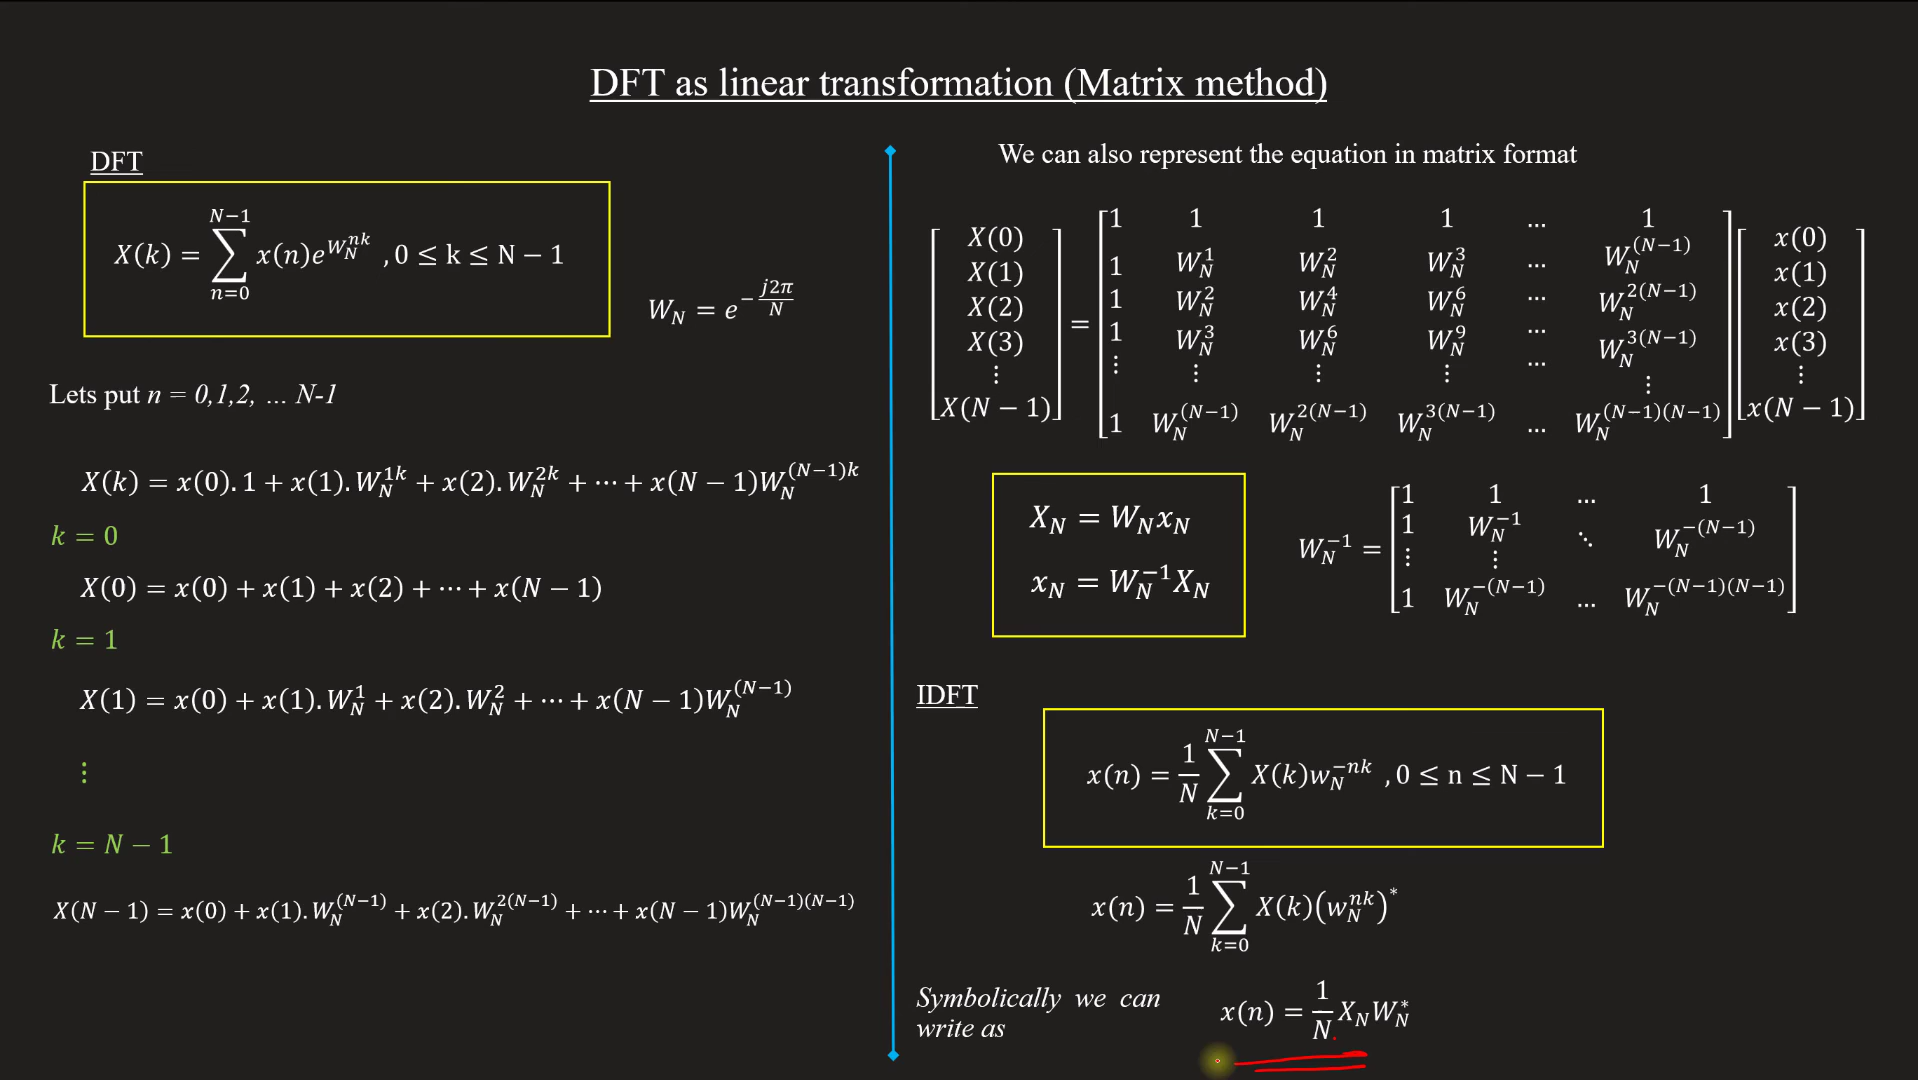 DFT as linear transformation (Matrix method)
DFT
X(k) = \sum_{n=0}^{N-1} x(n)e^{W_N^{nk}} ,0 ≤ k ≤ N − 1
W_N = e^{-\frac{j2π}{N}}
Lets put n = 0,1,2, … N-1
X(k) = x(0). 1 + x(1). W_N^{1k} + x(2). W_N^{2k} + ⋯ + x(N − 1)W_N^{(N−1)k}
k = 0
X(0) = x(0) + x(1) + x(2) + ⋯ + x(N − 1)
k = 1
X(1) = x(0) + x(1). W_N^1 + x(2). W_N^2 + ⋯ + x(N − 1)W_N^{(N−1)}
⋮
k = N − 1
X(N − 1) = x(0) + x(1). W_N^{(N−1)} + x(2). W_N^{2(N−1)} + ⋯ + x(N − 1)W_N^{(N−1)(N−1)}
We can also represent the equation in matrix format
[X(0) X(1) X(2) X(3) ⋮ X(N − 1)] =
1 1 1 1 … 1
1 W_N^1 W_N^2 W_N^3 … W_N^{(N−1)}
1 W_N^2 W_N^4 W_N^6 … W_N^{2(N−1)}
1 W_N^3 W_N^6 W_N^9 … W_N^{3(N−1)}
⋮ ⋮ ⋮ ⋮ … ⋮
1 W_N^{(N−1)} W_N^{2(N−1)} W_N^{3(N−1)} … W_N^{(N−1)(N−1)}
[x(0) x(1) x(2) x(3) ⋮ x(N − 1)]
X_N = W_N x_N
x_N = W_N^{−1} X_N
W_N^{−1} =
1 1 … 1
1 W_N^{−1} ⋱ W_N^{−(N−1)}
⋮ ⋮
1 W_N^{−(N−1)} … W_N^{−(N−1)(N−1)}
IDFT
x(n) = \frac{1}{N} \sum_{k=0}^{N-1} X(k)w_N^{−nk} ,0 ≤ n ≤ N − 1
x(n) = \frac{1}{N} \sum_{k=0}^{N-1} X(k)(w_N^{nk})^*
Symbolically we can
write as
x(n) = \frac{1}{N} X_N W_N^*